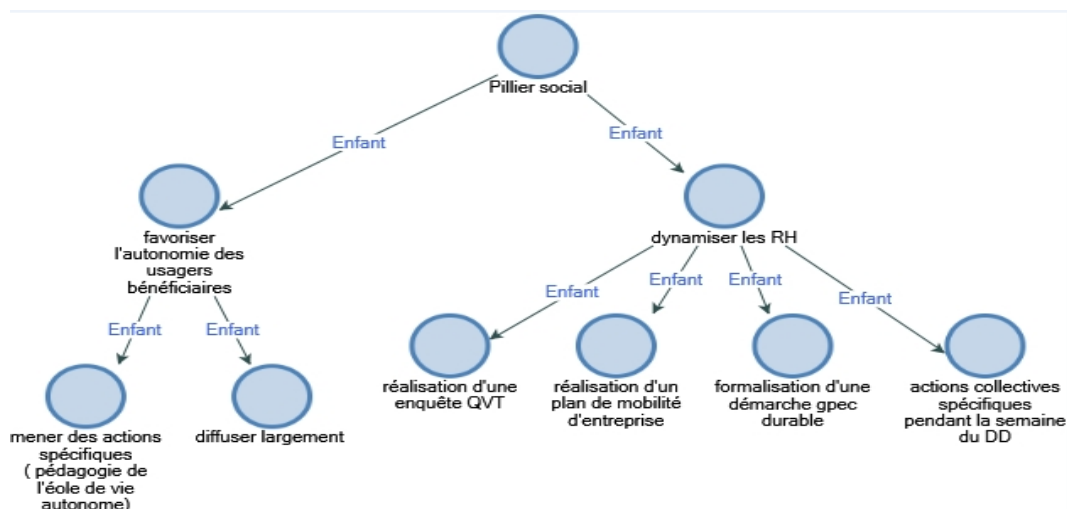 Pillier social
Enfant
Enfant
favoriser
l'autonomie des
usagers
bénéficiaires
dynamiser les RH
Enfant
Enfant
Enfant
Enfant
Enfant
Enfant
mener des actions
spécifiques
( pédagogie de
l'éole de vie
autonome)
diffuser largement
réalisation d'une
enquête QVT
réalisation d'un
plan de mobilité
d'entreprise
formalisation d'une
démarche gpec
durable
actions collectives
spécifiques
pendant la semaine
du DD